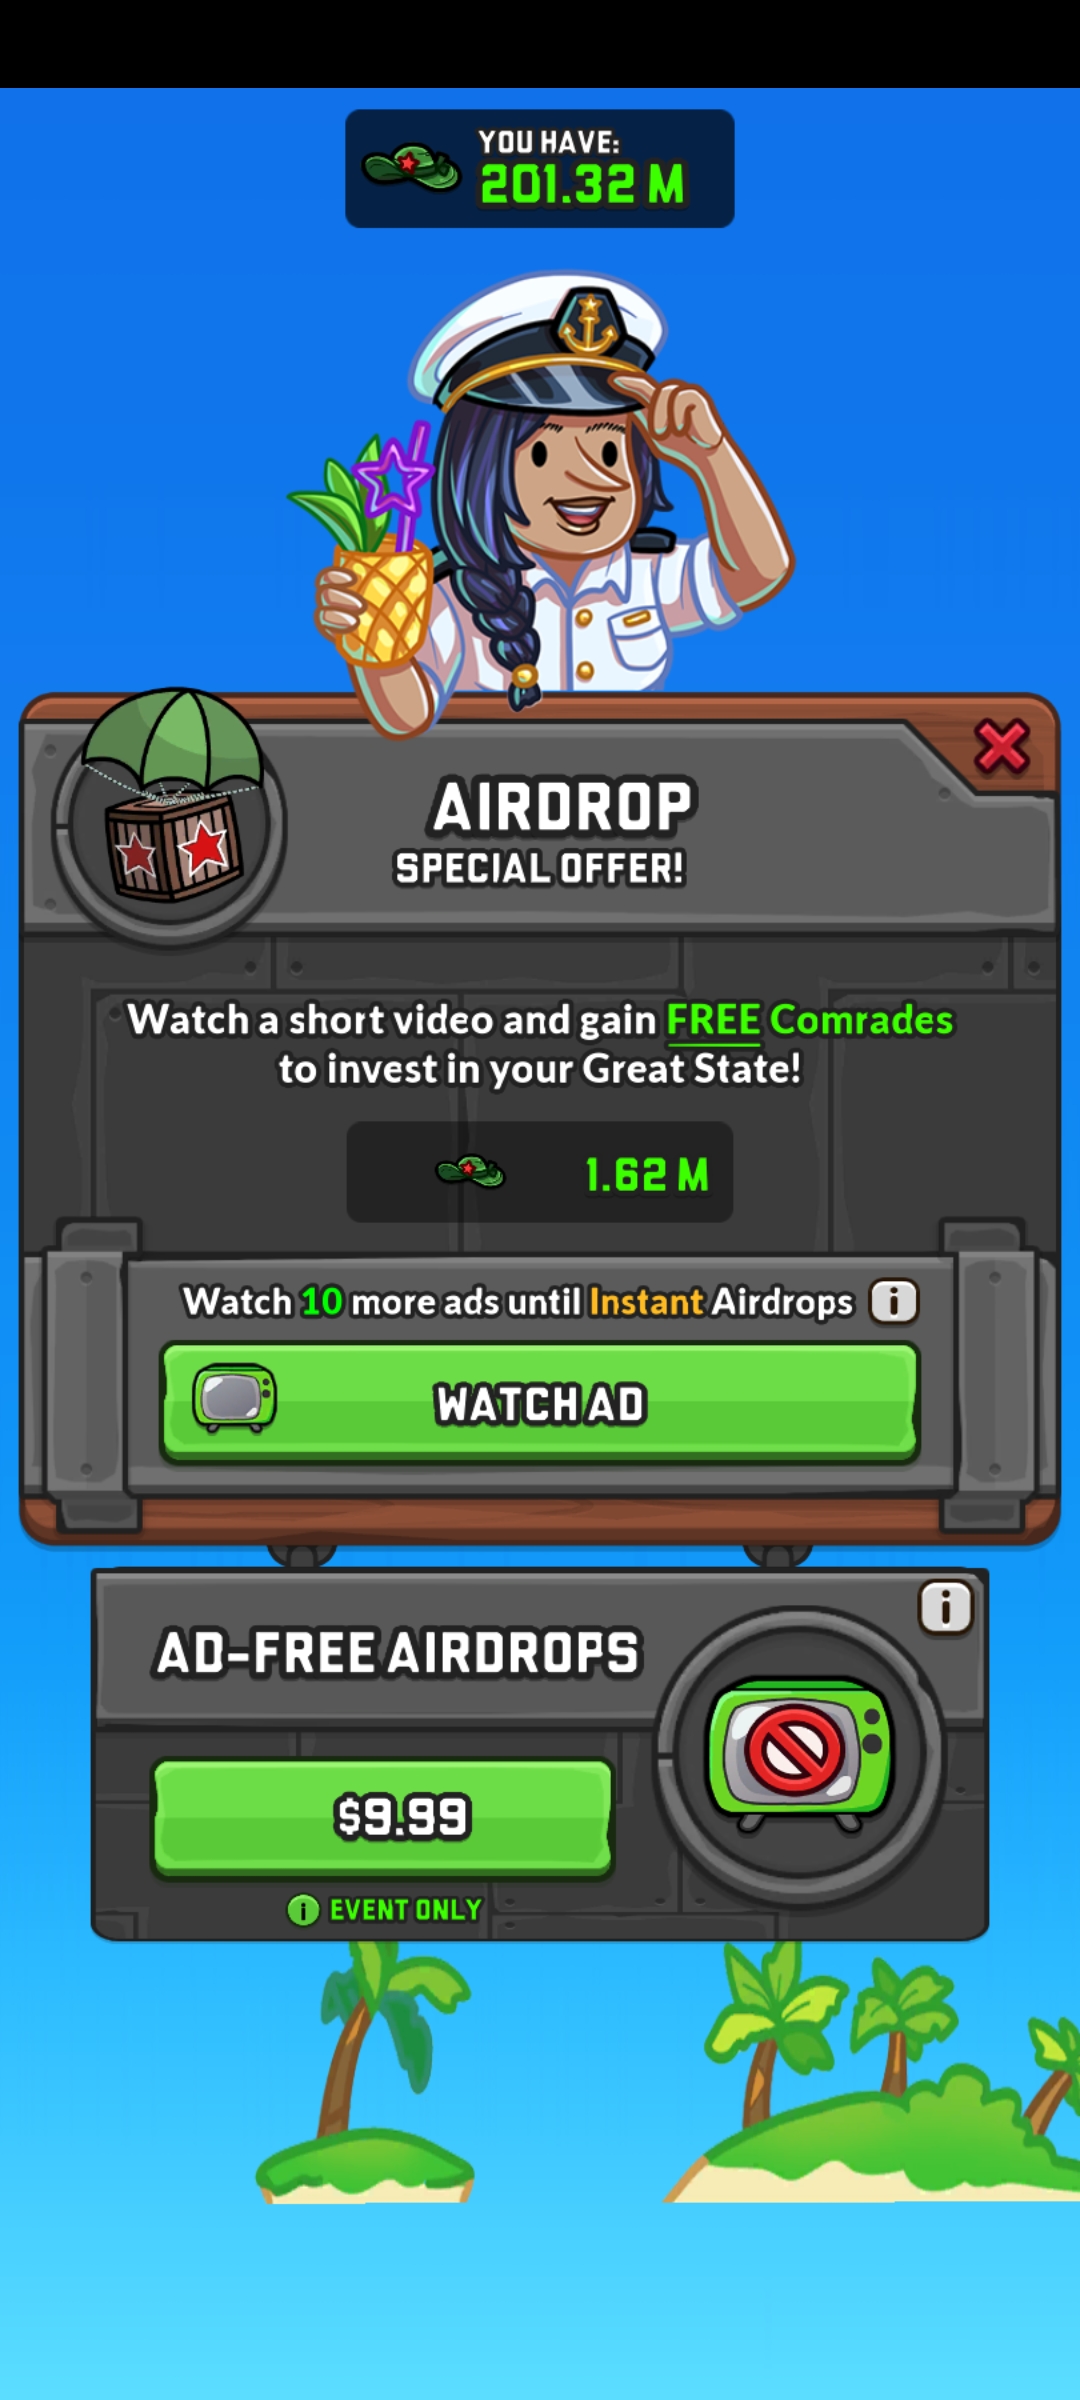 YOU HAVE:
201.32 M
AIRDROP
SPECIAL OFFER!
Watch a short video and gain FREE Comrades
to invest in your Great State!
1.62 M
Watch 10 more ads until Instant Airdrops i
WATCH AD
AD-FREE AIRDROPS
i
$9.99
i EVENT ONLY